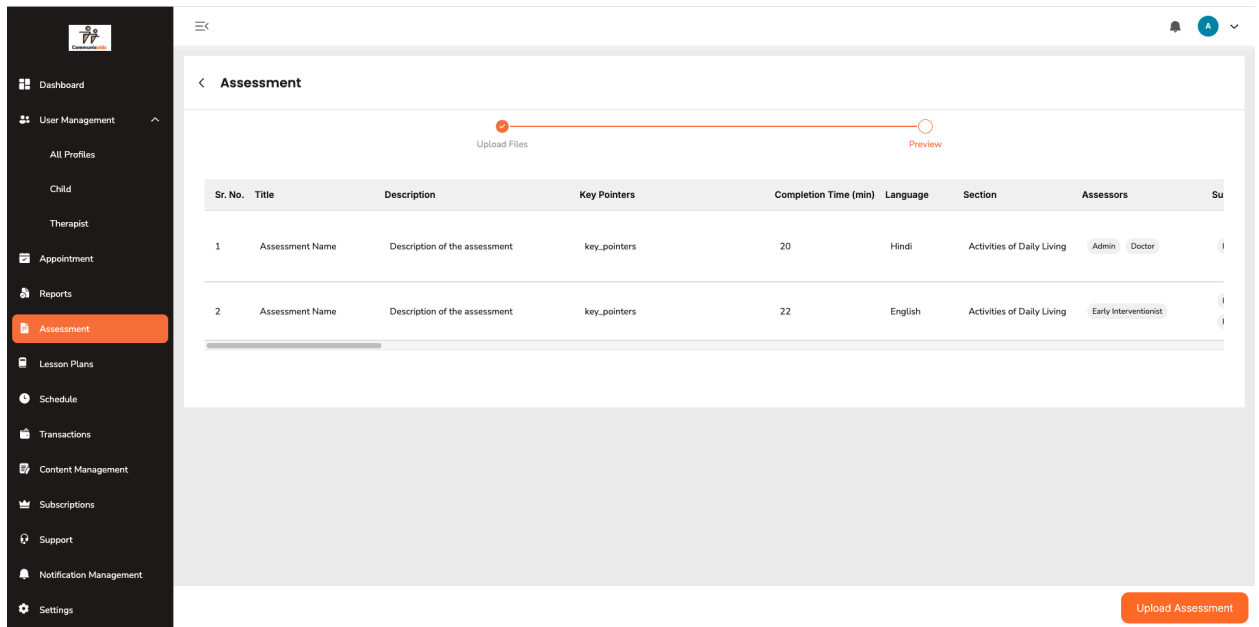 Communicaids
A
Dashboard
User Management
All Profiles
Child
Therapist
Appointment
Reports
Assessment
Lesson Plans
Schedule
Transactions
Content Management
Subscriptions
Support
Notification Management
Settings
Assessment
Upload Files Preview
Sr. No. Title Description Key Pointers Completion Time (min) Language Section Assessors Su
1 Assessment Name Description of the assessment key_pointers 20 Hindi Activities of Daily Living Admin Doctor
2 Assessment Name Description of the assessment key_pointers 22 English Activities of Daily Living Early Interventionist
Upload Assessment